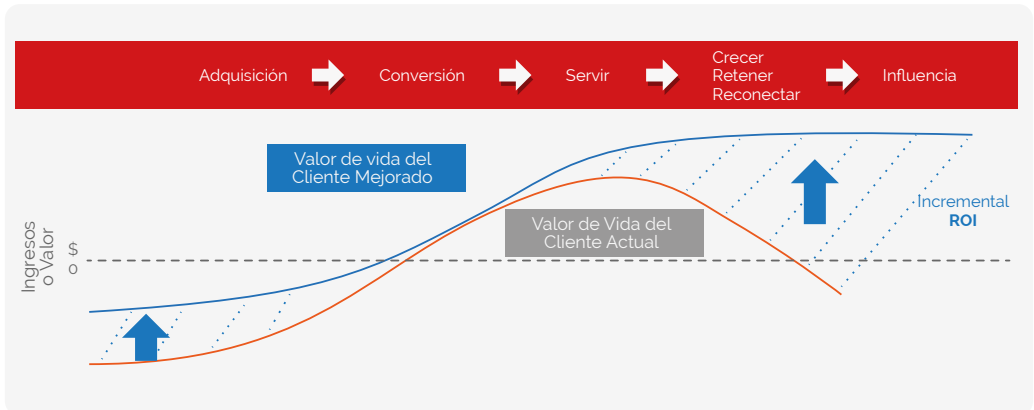 Adquisición
Conversión
Servir
Crecer
Retener
Reconectar
Influencia
Valor de vida del
Cliente Mejorado
Valor de Vida del
Cliente Actual
Incremental
ROI
Ingresos
o Valor
$
0